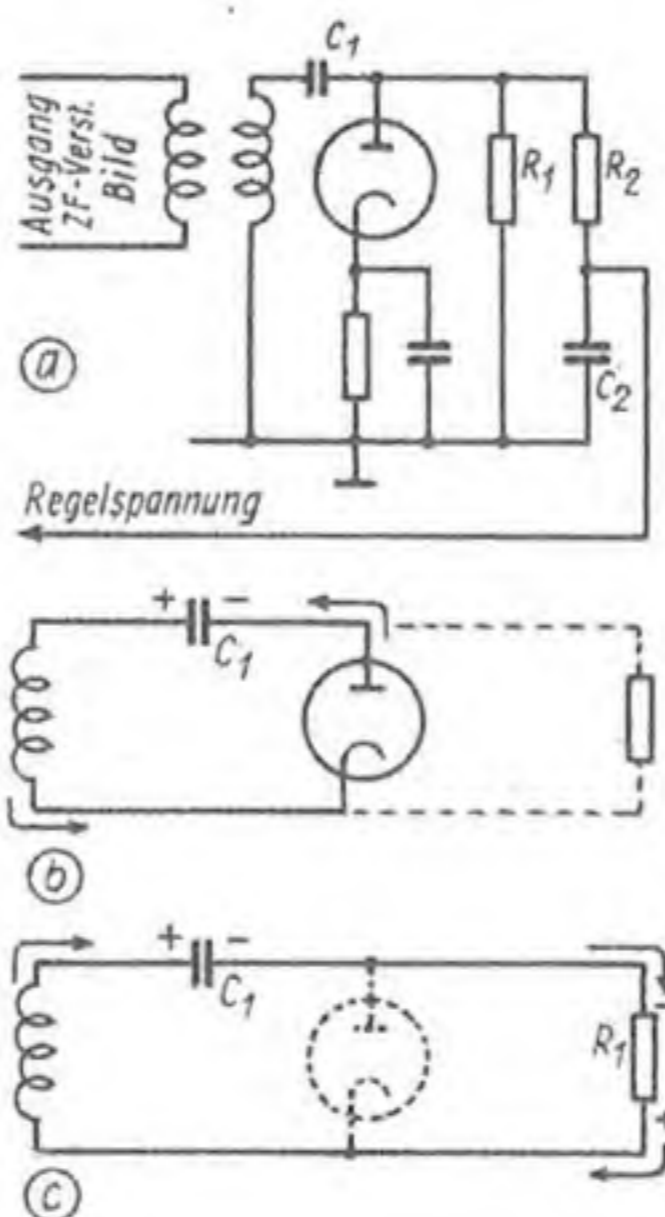 C1
Ausgang
ZF-Verst.
Bild
R1
R2
a
C2
Regelspannung
+ −
C1
b
+ −
C1
−
R1
+
c